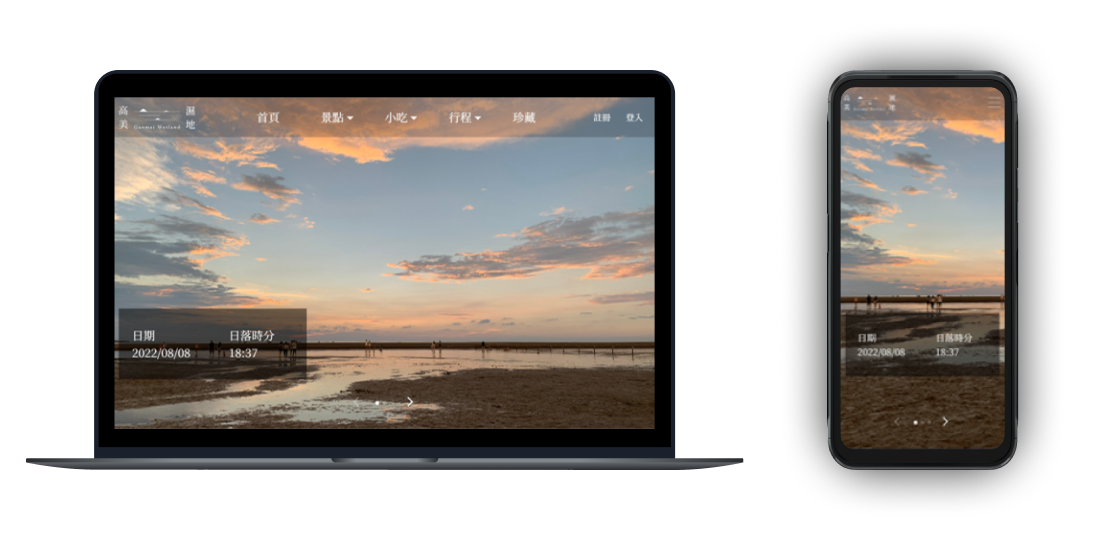 高 濕
美 Gaomei Wetland 地
首頁 景點 小吃 行程 珍藏 註冊 登入
日期 日落時分
2022/08/08 18:37
高 濕
美 地
日期 日落時分
2022/08/08 18:37